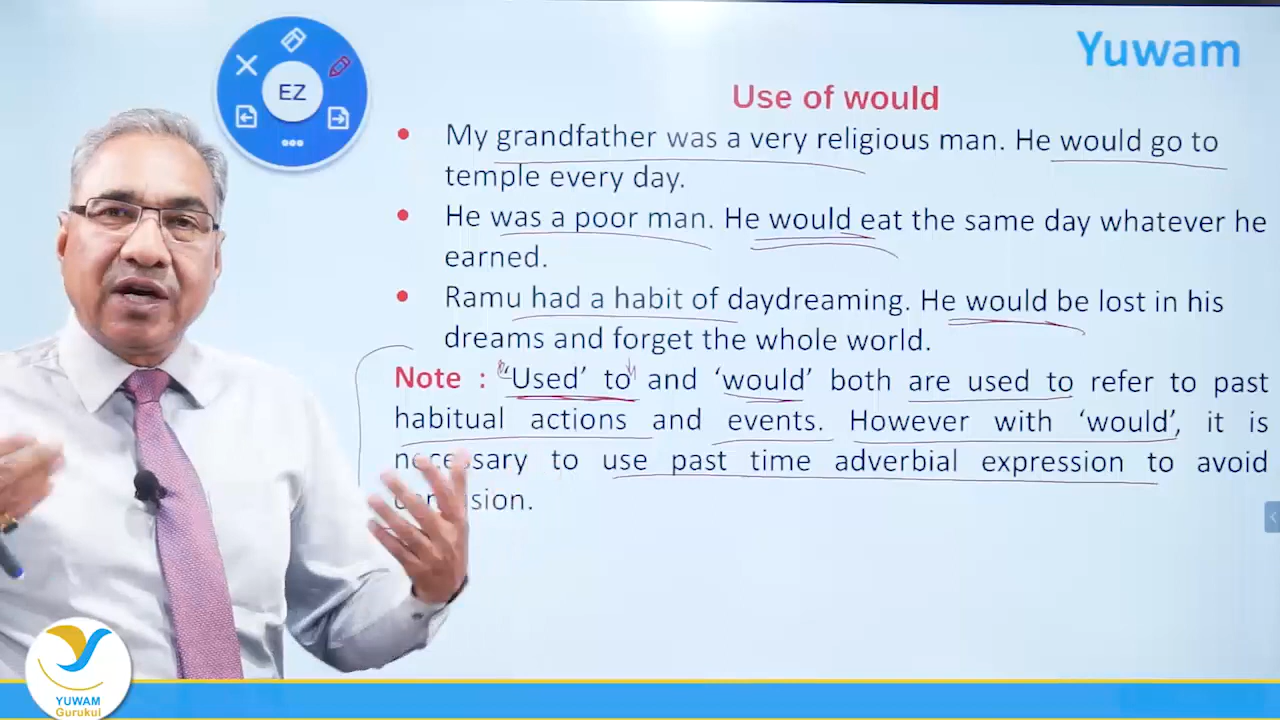 Yuwam
EZ
Use of would
• My grandfather was a very religious man. He would go to
temple every day.
• He was a poor man. He would eat the same day whatever he
earned.
• Ramu had a habit of daydreaming. He would be lost in his
dreams and forget the whole world.
Note : 'Used' to and 'would' both are used to refer to past
habitual actions and events. However with 'would', it is
necessary to use past time adverbial expression to avoid
confusion.
YUWAM
Gurukul